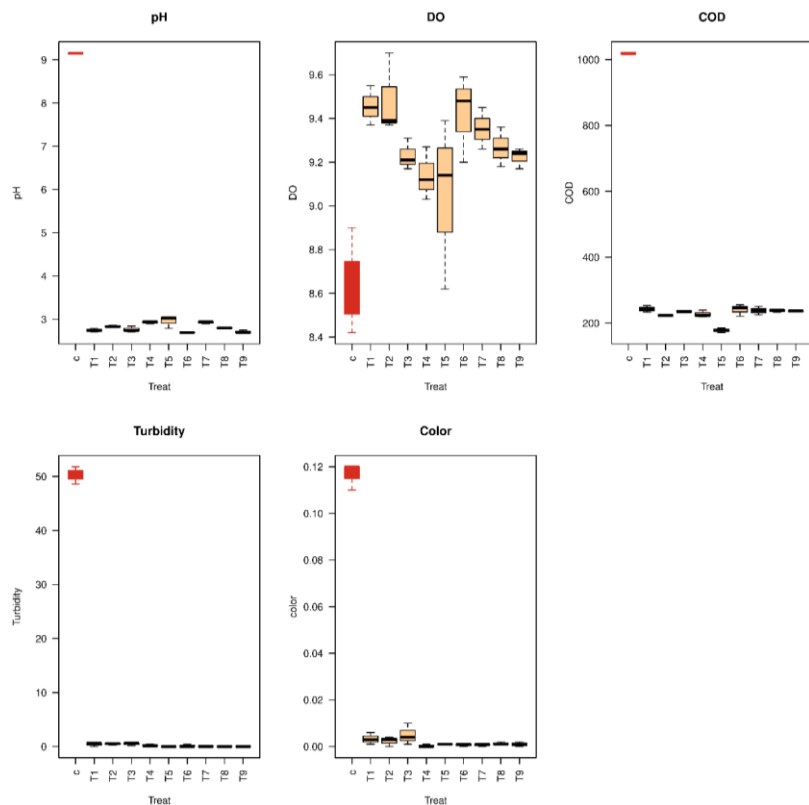 pH
DO
COD
9
8
7
6
5
4
3
pH
c
T1
T2
T3
T4
T5
T6
T7
T8
T9
Treat
9.6
9.4
9.2
9.0
8.8
8.6
8.4
DO
c
T1
T2
T3
T4
T5
T6
T7
T8
T9
Treat
1000
800
600
400
200
COD
c
T1
T2
T3
T4
T5
T6
T7
T8
T9
Treat
Turbidity
Color
50
40
30
20
10
0
Turbidity
c
T1
T2
T3
T4
T5
T6
T7
T8
T9
Treat
0.12
0.10
0.08
0.06
0.04
0.02
0.00
color
c
T1
T2
T3
T4
T5
T6
T7
T8
T9
Treat